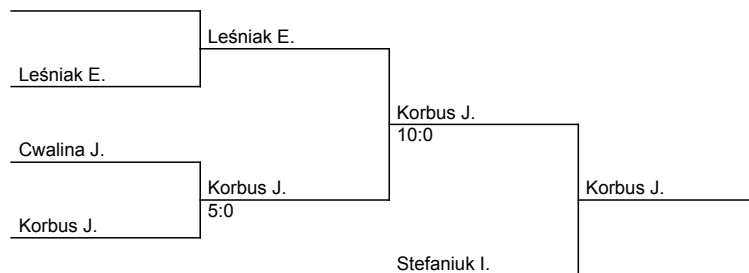 Leśniak E.
Leśniak E.
Korbus J.
10:0
Cwalina J.
Korbus J.
5:0
Korbus J.
Korbus J.
Stefaniuk I.